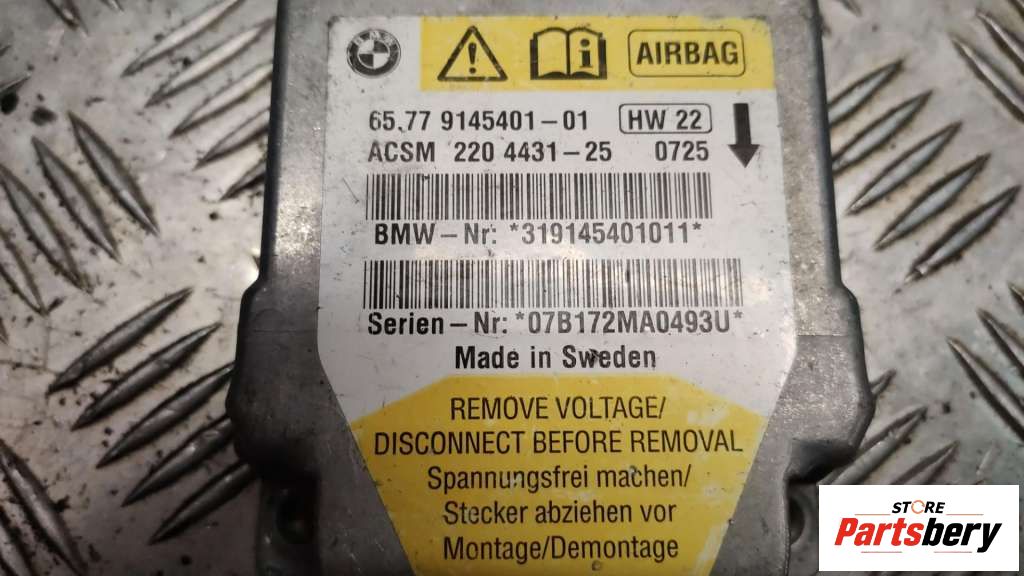 BMW
AIRBAG
65.77 9145401-01 HW 22
ACSM 220 4431-25 0725
BMW-Nr: *319145401011*
Serien-Nr: *07B172MA0493U*
Made in Sweden
REMOVE VOLTAGE/
DISCONNECT BEFORE REMOVAL
Spannungsfrei machen/
Stecker abziehen vor
Montage/Demontage
STORE
Partsbery